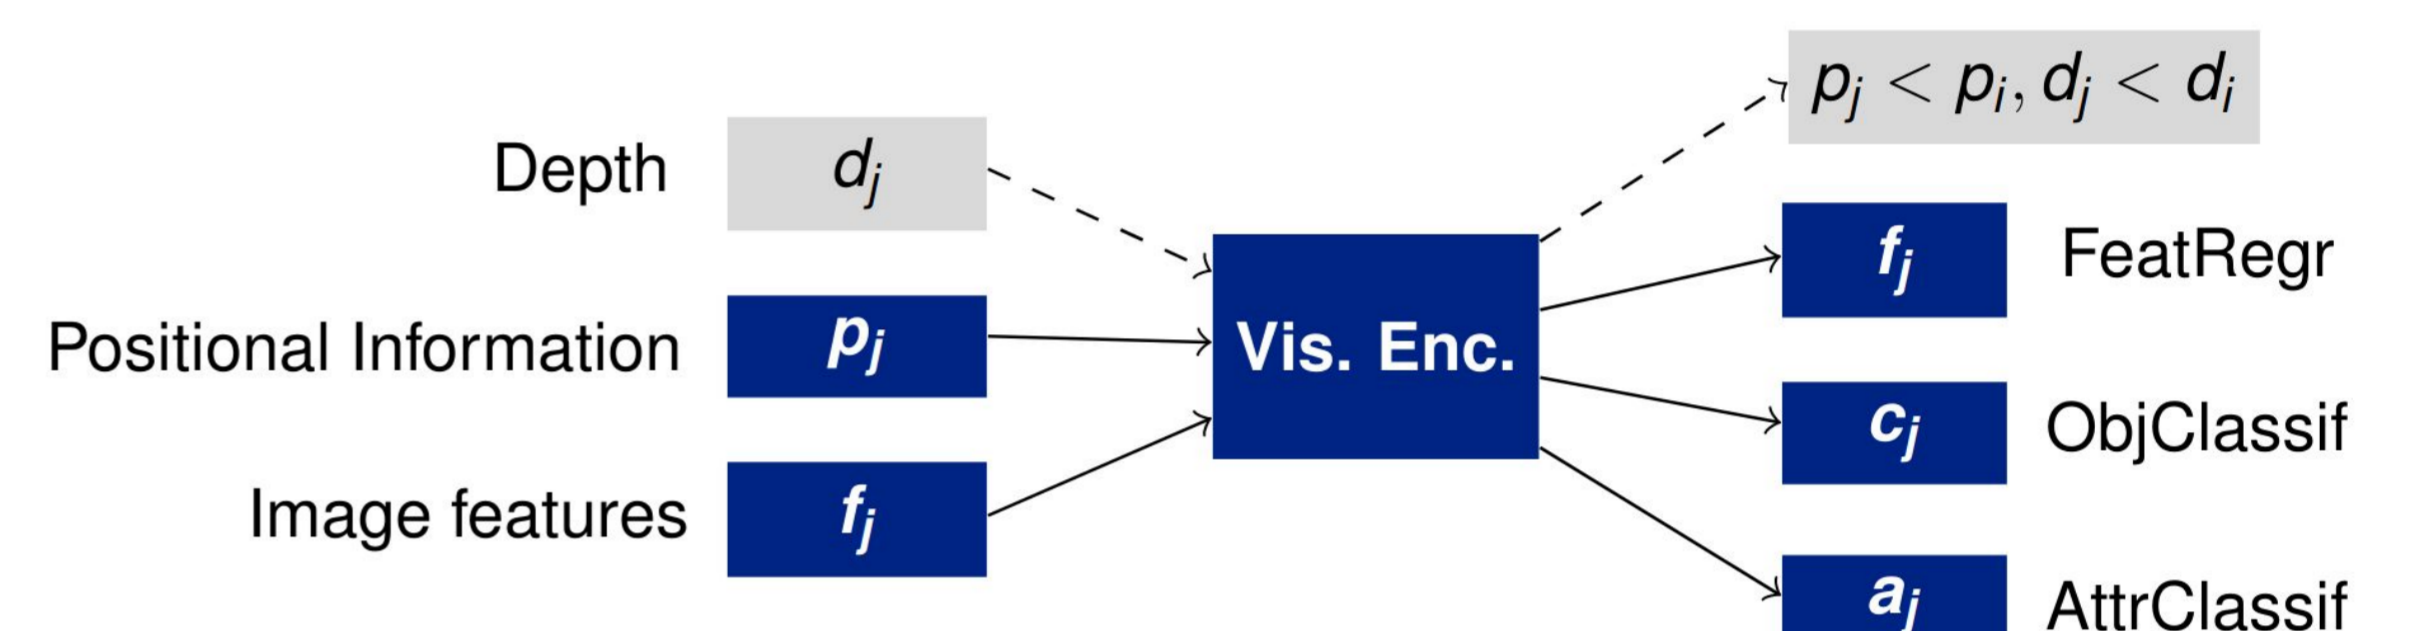 p_j < p_i, d_j < d_i
Depth d_j
f_j FeatRegr
Positional Information p_j
Vis. Enc.
c_j ObjClassif
Image features f_j
a_j AttrClassif